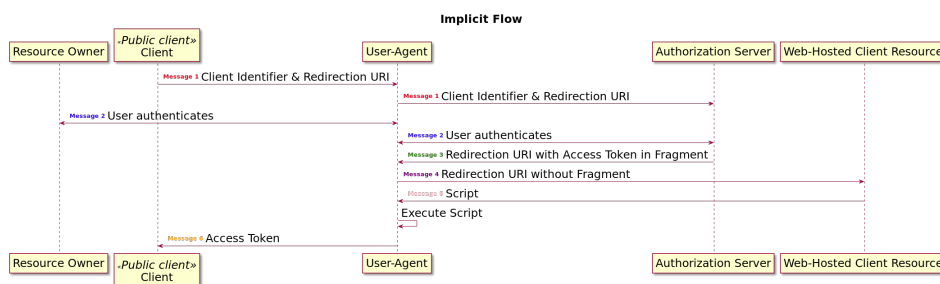 Implicit Flow
«Public client»
Resource Owner Client User-Agent Authorization Server Web-Hosted Client Resource
Message 1 Client Identifier & Redirection URI
Message 1 Client Identifier & Redirection URI
Message 2 User authenticates
Message 2 User authenticates
Message 3 Redirection URI with Access Token in Fragment
Message 4 Redirection URI without Fragment
Message 5 Script
Execute Script
Message 6 Access Token
Resource Owner «Public client» User-Agent Authorization Server Web-Hosted Client Resource
Client